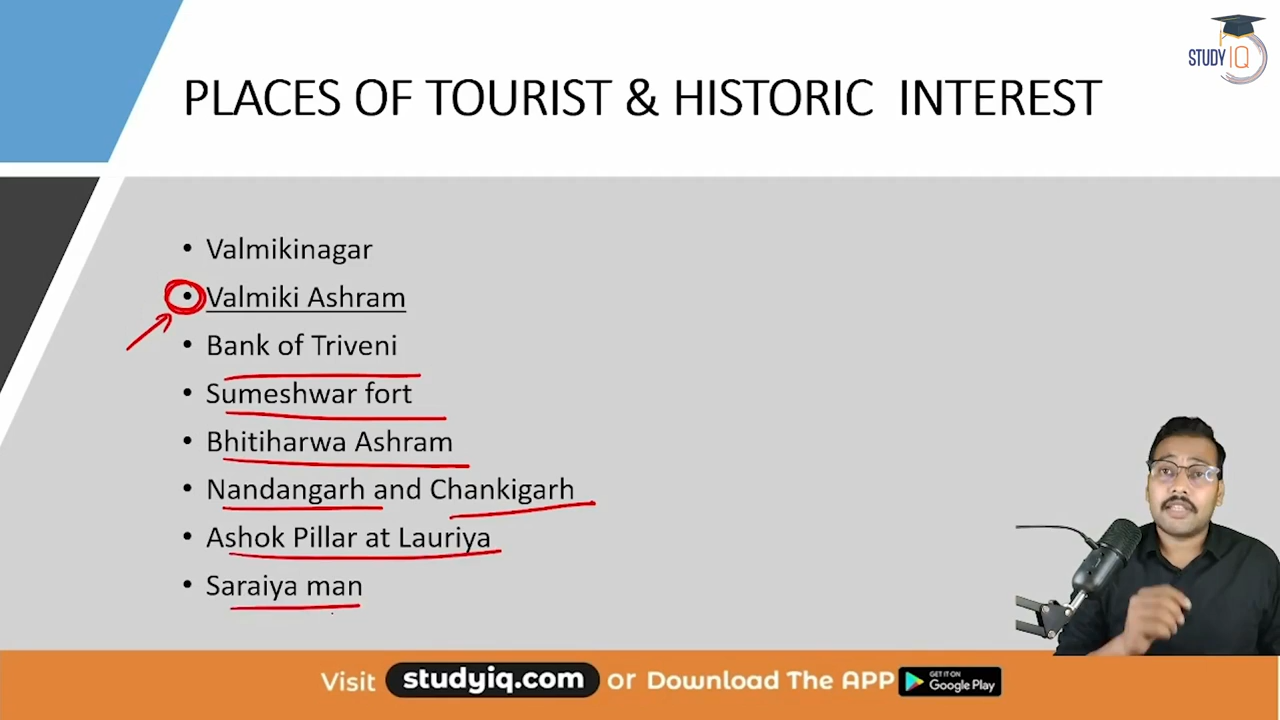 STUDY IQ
PLACES OF TOURIST & HISTORIC INTEREST
• Valmikinagar
• Valmiki Ashram
• Bank of Triveni
• Sumeshwar fort
• Bhitiharwa Ashram
• Nandangarh and Chankigarh
• Ashok Pillar at Lauriya
• Saraiya man
Visit studyiq.com or Download The APP GET IT ON Google Play